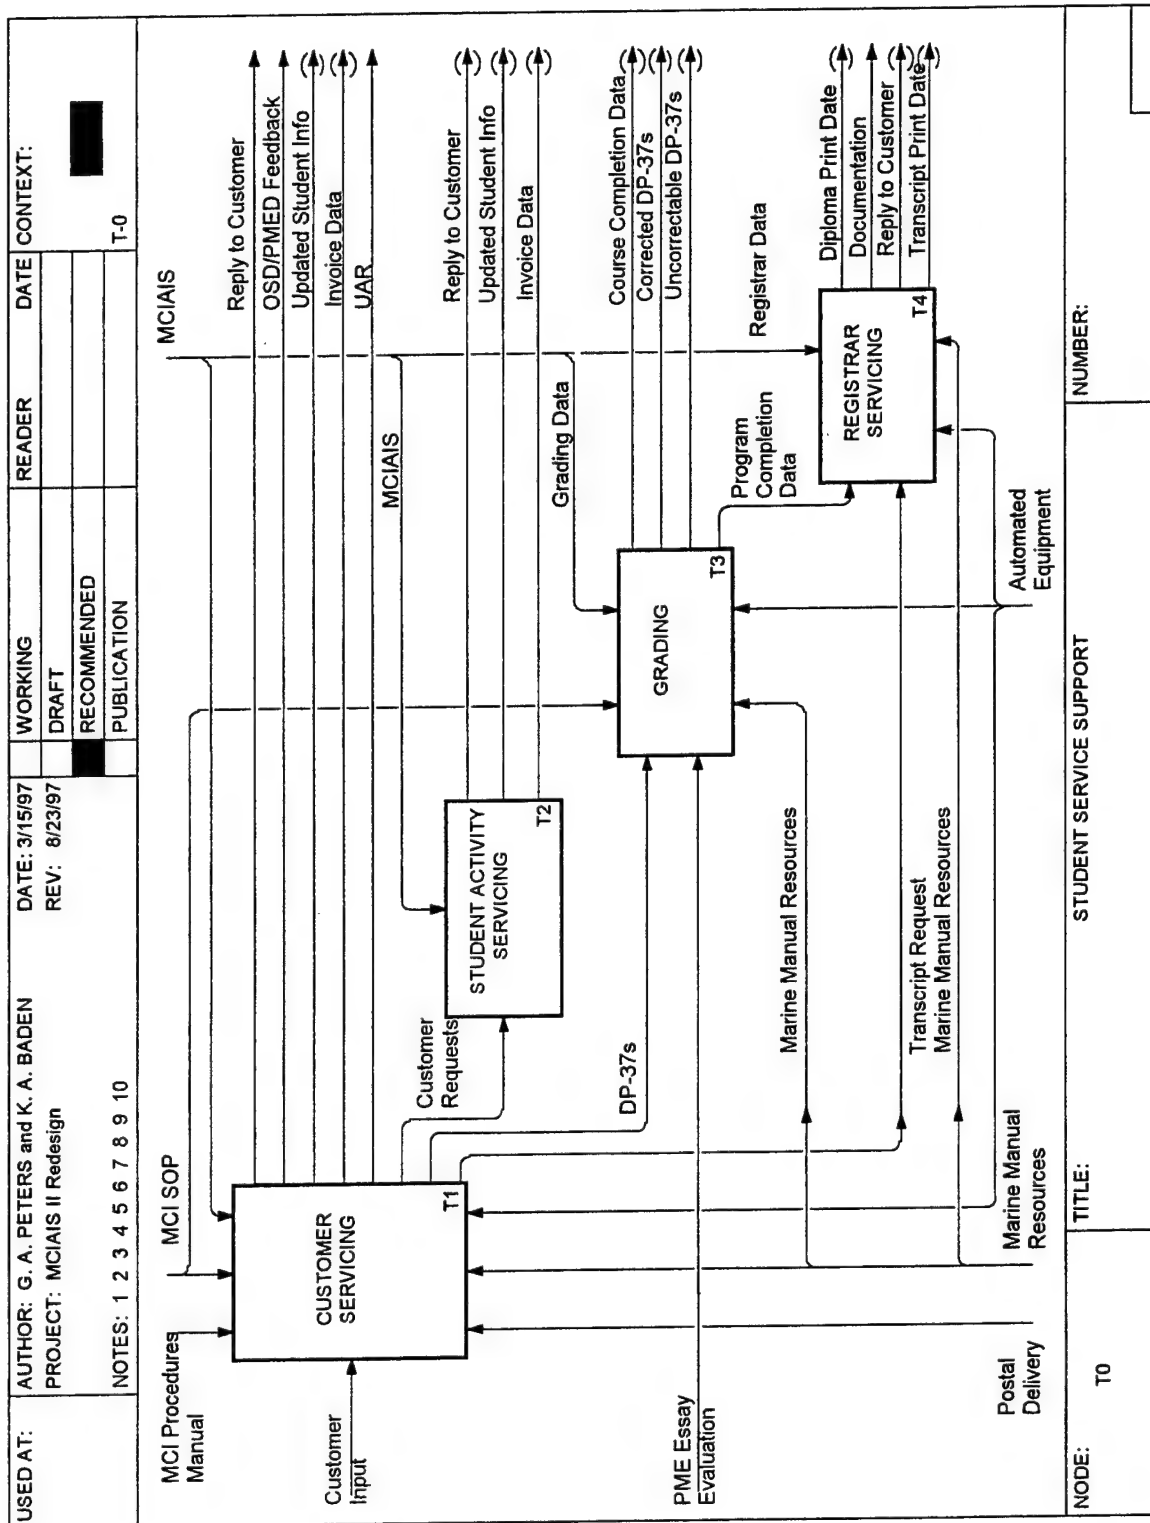 USED AT:
AUTHOR: G. A. PETERS and K. A. BADEN
DATE: 3/15/97
WORKING
READER
DATE
CONTEXT:
PROJECT: MCIAIS II Redesign
REV: 8/23/97
DRAFT
RECOMMENDED
NOTES: 1 2 3 4 5 6 7 8 9 10
PUBLICATION
T-0
MCI Procedures
Manual
MCI SOP
MCIAIS
Reply to Customer
OSD/PMED Feedback
Updated Student Info
Invoice Data
UAR
Customer
Input
CUSTOMER
SERVICING
T1
MCIAIS
Customer
Requests
STUDENT ACTIVITY
SERVICING
T2
Reply to Customer
Updated Student Info
Invoice Data
Grading Data
DP-37s
PME Essay
Evaluation
GRADING
T3
Course Completion Data
Corrected DP-37s
Uncorrectable DP-37s
Registrar Data
Program
Completion
Data
Marine Manual Resources
REGISTRAR
SERVICING
T4
Diploma Print Date
Documentation
Reply to Customer
Transcript Print Date
Transcript Request
Marine Manual Resources
Postal
Delivery
Marine Manual
Resources
Automated
Equipment
NODE:
T0
TITLE:
STUDENT SERVICE SUPPORT
NUMBER: